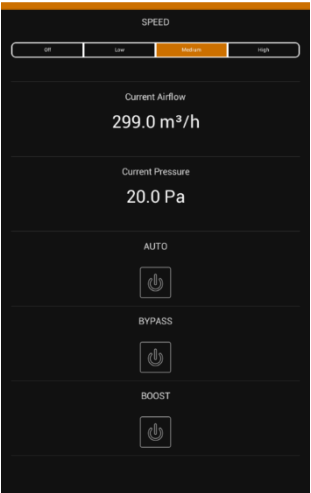 SPEED
Off Low Medium High
Current Airflow
299.0 m³/h
Current Pressure
20.0 Pa
AUTO
BYPASS
BOOST